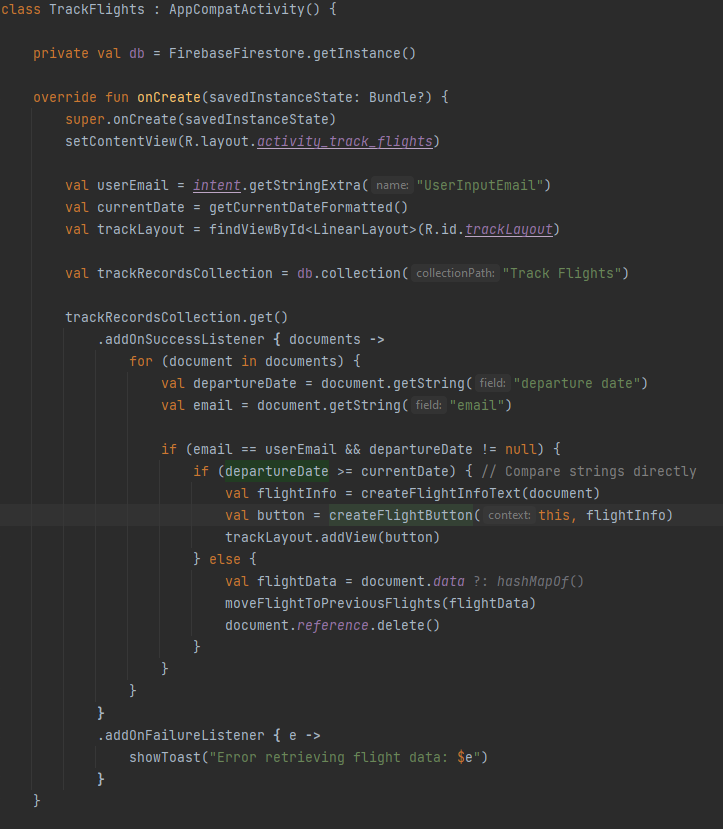 class TrackFlights : AppCompatActivity() {
private val db = FirebaseFirestore.getInstance()
override fun onCreate(savedInstanceState: Bundle?) {
super.onCreate(savedInstanceState)
setContentView(R.layout.activity_track_flights)
val userEmail = intent.getStringExtra( name: "UserInputEmail")
val currentDate = getCurrentDateFormatted()
val trackLayout = findViewById<LinearLayout>(R.id.trackLayout)
val trackRecordsCollection = db.collection( collectionPath: "Track Flights")
trackRecordsCollection.get()
.addOnSuccessListener { documents ->
for (document in documents) {
val departureDate = document.getString( field: "departure date")
val email = document.getString( field: "email")
if (email == userEmail && departureDate != null) {
if (departureDate >= currentDate) { // Compare strings directly
val flightInfo = createFlightInfoText(document)
val button = createFlightButton( context: this, flightInfo)
trackLayout.addView(button)
} else {
val flightData = document.data ?: hashMapOf()
moveFlightToPreviousFlights(flightData)
document.reference.delete()
}
}
}
}
.addOnFailureListener { e ->
showToast("Error retrieving flight data: $e")
}
}